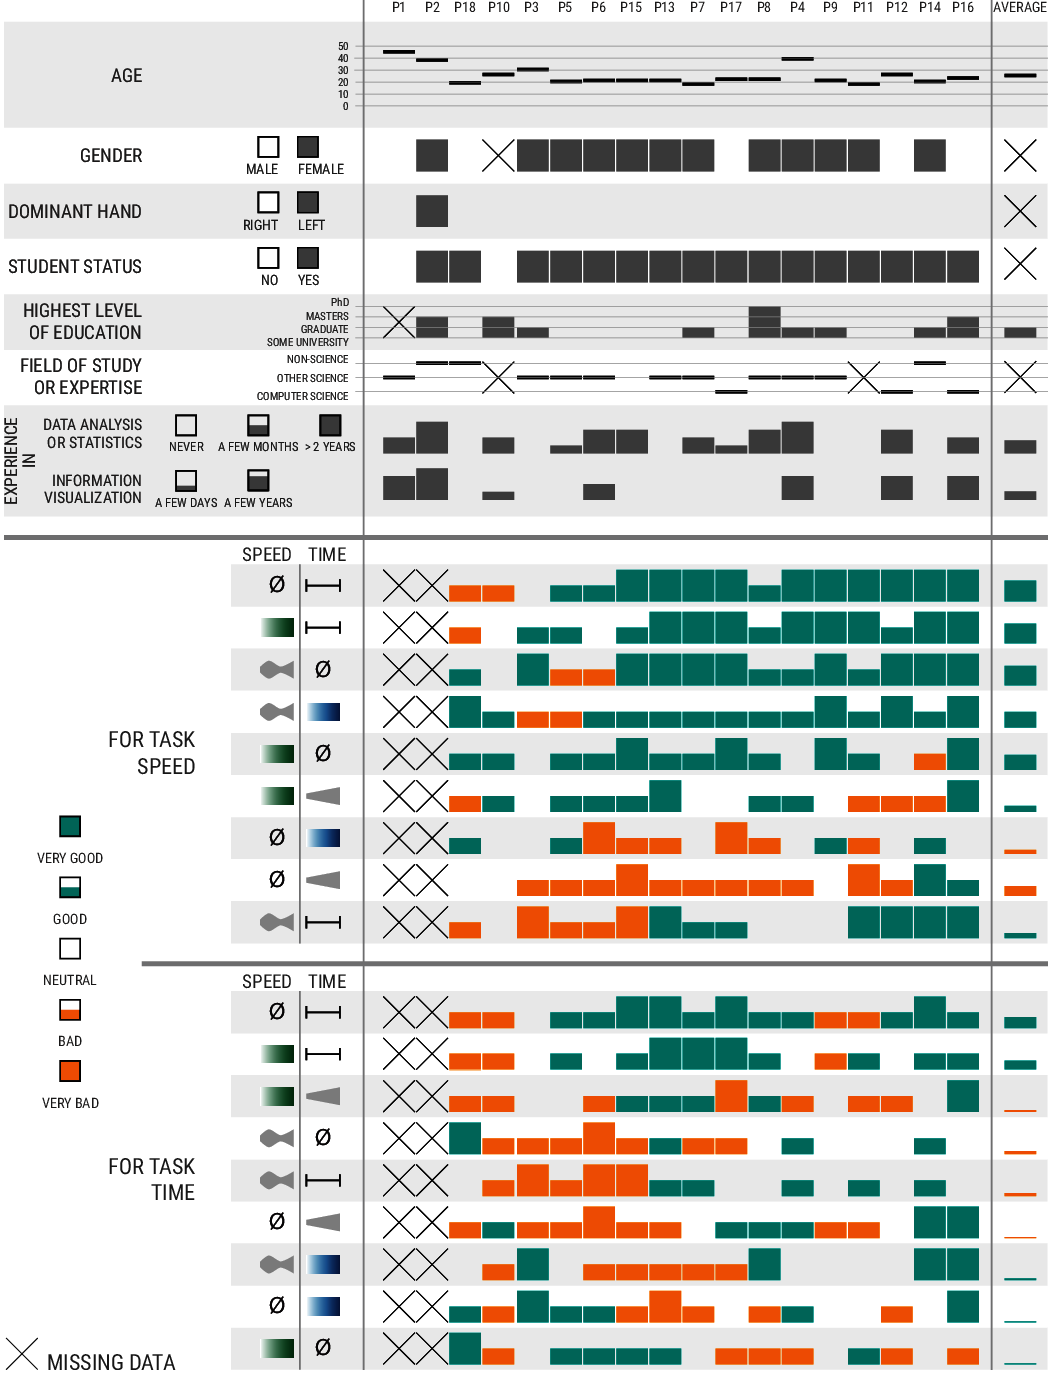 P1 P2 P18 P10 P3 P5 P6 P15 P13 P7 P17 P8 P4 P9 P11 P12 P14 P16 AVERAGE
AGE
50
40
30
20
10
0
GENDER
MALE FEMALE
DOMINANT HAND
RIGHT LEFT
STUDENT STATUS
NO YES
HIGHEST LEVEL
OF EDUCATION
PhD
MASTERS
GRADUATE
SOME UNIVERSITY
FIELD OF STUDY
OR EXPERTISE
NON-SCIENCE
OTHER SCIENCE
COMPUTER SCIENCE
EXPERIENCE
IN
DATA ANALYSIS
OR STATISTICS
NEVER A FEW MONTHS > 2 YEARS
INFORMATION
VISUALIZATION
A FEW DAYS A FEW YEARS
SPEED TIME
Ø
Ø
Ø
Ø
Ø
FOR TASK
SPEED
VERY GOOD
GOOD
NEUTRAL
BAD
VERY BAD
SPEED TIME
Ø
Ø
Ø
Ø
Ø
FOR TASK
TIME
MISSING DATA